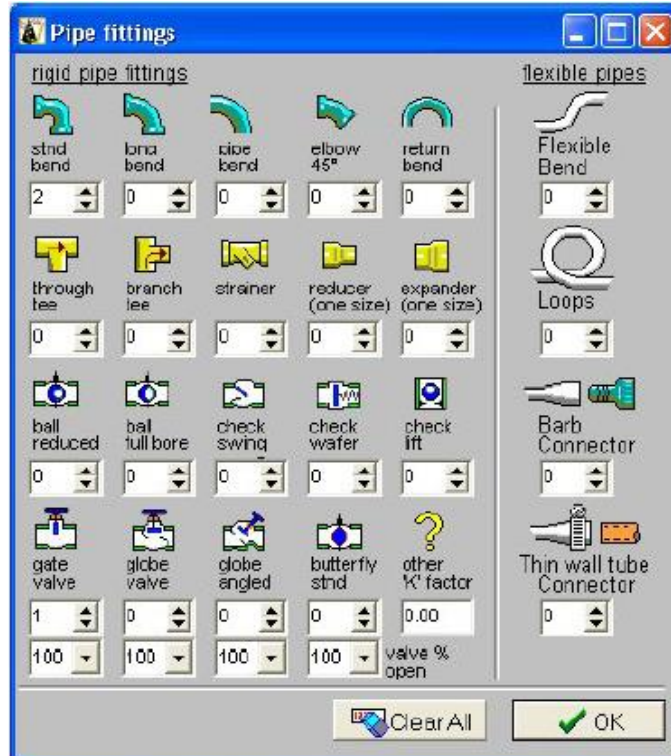 Pipe fittings
rigid pipe fittings
flexible pipes
stnd bend
long bend
pipe bend
elbow 45°
return bend
Flexible Bend
2 0 0 0 0 0
through tee
branch tee
strainer
reducer (one size)
expander (one size)
Loops
0 0 0 0 0 0
ball reduced
ball full bore
check swing
check wafer
check lift
Barb Connector
0 0 0 0 0 0
gate valve
globe valve
globe angled
butterfly stnd
other 'K' factor
Thin wall tube Connector
1 0 0 0 0.00 0
100 100 100 100 valve % open
Clear All
OK